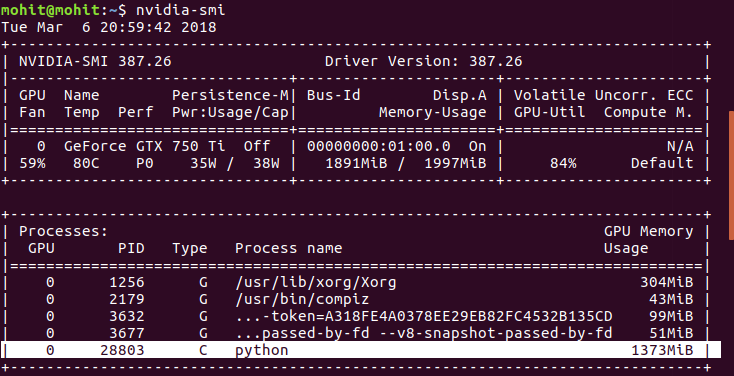 mohit@mohit:~$ nvidia-smi
Tue Mar  6 20:59:42 2018
+-----------------------------------------------------------------------------+
| NVIDIA-SMI 387.26                 Driver Version: 387.26                    |
|-------------------------------+----------------------+----------------------+
| GPU  Name        Persistence-M| Bus-Id        Disp.A | Volatile Uncorr. ECC |
| Fan  Temp  Perf  Pwr:Usage/Cap|         Memory-Usage | GPU-Util  Compute M. |
|===============================+======================+======================|
|   0  GeForce GTX 750 Ti  Off  | 00000000:01:00.0  On |                  N/A |
| 59%   80C    P0    35W /  38W |   1891MiB /  1997MiB |     84%      Default |
+-------------------------------+----------------------+----------------------+
+-----------------------------------------------------------------------------+
| Processes:                                                       GPU Memory |
|  GPU       PID   Type   Process name                             Usage      |
|=============================================================================|
|    0      1256      G   /usr/lib/xorg/Xorg                           304MiB |
|    0      2179      G   /usr/bin/compiz                               43MiB |
|    0      3632      G   ...-token=A318FE4A0378EE29EB82FC4532B135CD    99MiB |
|    0      3677      G   ...passed-by-fd --v8-snapshot-passed-by-fd    51MiB |
|    0     28803      C   python                                      1373MiB |
+-----------------------------------------------------------------------------+